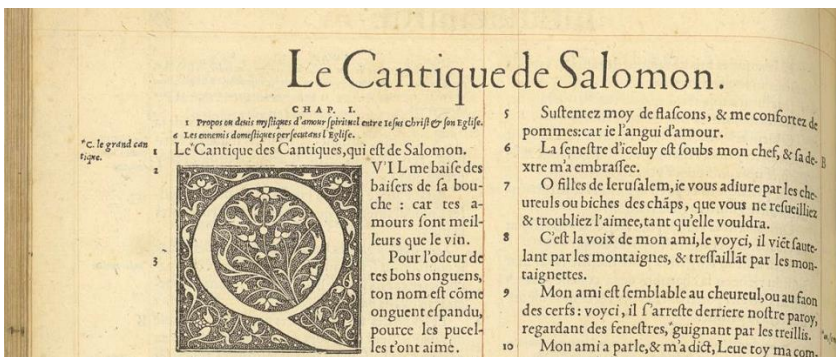 Le Cantique de Salomon.
CHAP. I.
1 Propos ou deuis mystiques d'amour spirituel entre Iesus Christ & son Eglise.
6 Les ennemis domestiques persecutans l'Eglise.
*C. le grand can
tique.
1 Le*Cantique des Cantiques, qui est de Salomon.
2 QV'IL me baise des
baisers de sa bou-
che : car tes a-
mours sont meil-
leurs que le vin.
3 Pour l'odeur de
tes bons onguens,
ton nom est cōme
onguent espandu,
pource les pucel-
les t'ont aimé.
5 Sustentez moy de flascons, & me confortez de
pommes: car ie l'angui d'amour.
6 La senestre d'iceluy est soubs mon chef, & sa de-
xtre m'a embrassee.
B
7 O filles de Ierusalem, ie vous adiure par les che-
ureuls ou biches des chāps, que vous ne resueilliez
& troubliez l'aimee, tant qu'elle vouldra.
8 C'est la voix de mon ami, le voyci, il viēt saute-
lant par les montaignes, & tressaillāt par les mon-
taignettes.
9 Mon ami est semblable au cheureul, ou au faon
des cerfs : voyci, il s'arreste derriere nostre paroy,
regardant des fenestres, guignant par les treillis.
10 Mon ami a parlé, & m'a dict, Leue toy ma com